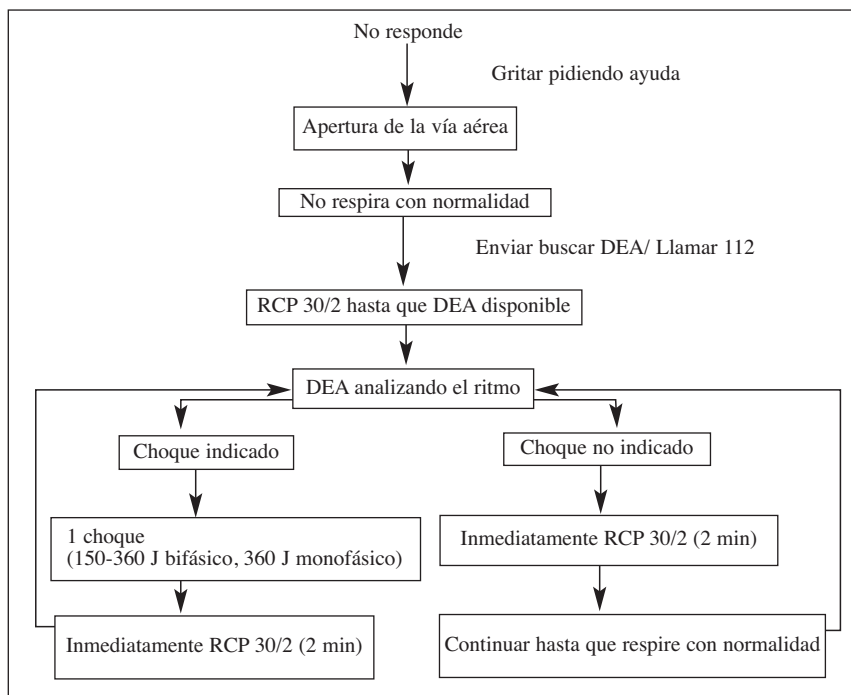 No responde
Gritar pidiendo ayuda
Apertura de la vía aérea
No respira con normalidad
Enviar buscar DEA/ Llamar 112
RCP 30/2 hasta que DEA disponible
DEA analizando el ritmo
Choque indicado
Choque no indicado
1 choque
(150-360 J bifásico, 360 J monofásico)
Inmediatamente RCP 30/2 (2 min)
Inmediatamente RCP 30/2 (2 min)
Continuar hasta que respire con normalidad